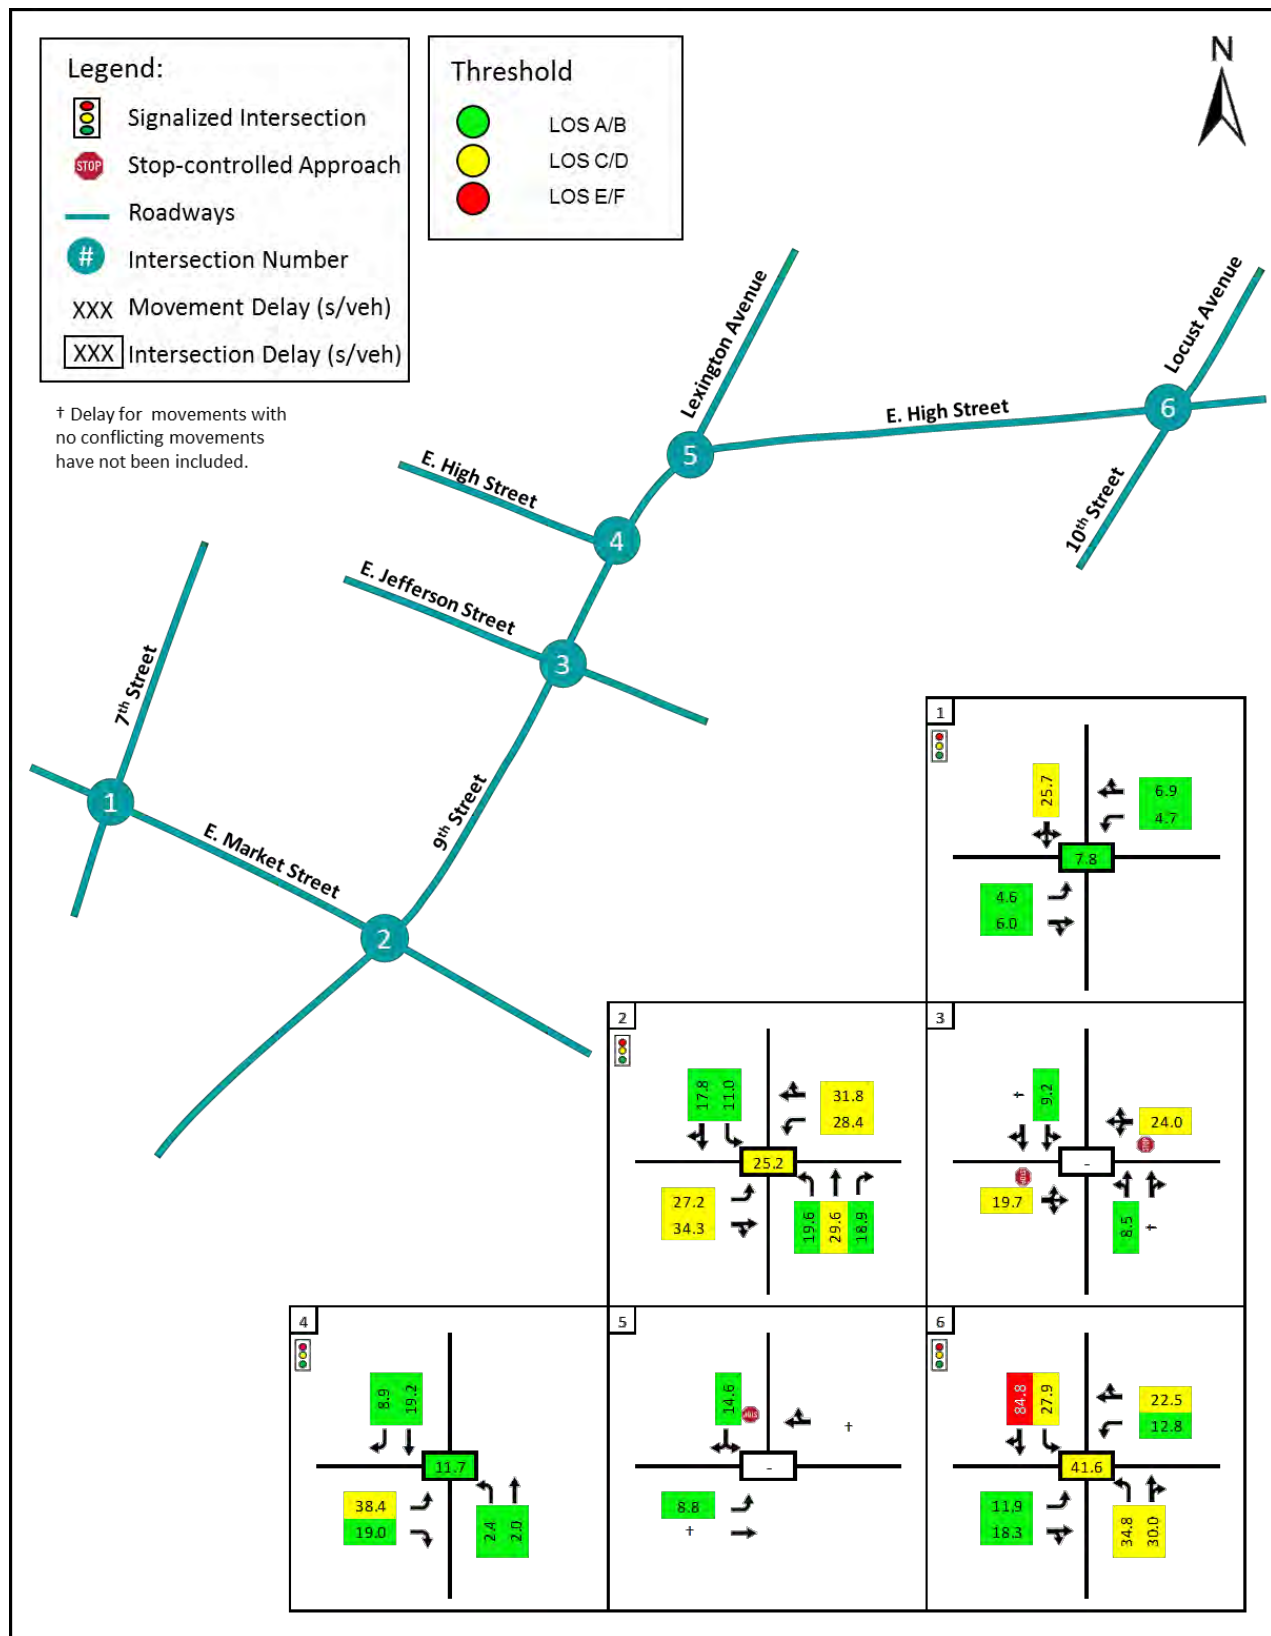 N
Legend:
Signalized Intersection
STOP Stop-controlled Approach
Roadways
# Intersection Number
XXX Movement Delay (s/veh)
XXX Intersection Delay (s/veh)
Threshold
LOS A/B
LOS C/D
LOS E/F
† Delay for movements with
no conflicting movements
have not been included.
Lexington Avenue
Locust Avenue
E. High Street
6
5
E. High Street
10th Street
4
E. Jefferson Street
3
7th Street
1
9th Street
E. Market Street
2
1
25.7
6.9
4.7
7.8
4.6
6.0
2
17.8 11.0
31.8
28.4
25.2
27.2
34.3
19.6 29.6 18.9
3
† 9.2
24.0
STOP
-
STOP
19.7
8.5 †
4
8.9 19.2
11.7
38.4
19.0
2.4 2.0
5
14.6
STOP
†
-
8.8
†
6
84.8 27.9
22.5
12.8
41.6
11.9
18.3
34.8 30.0